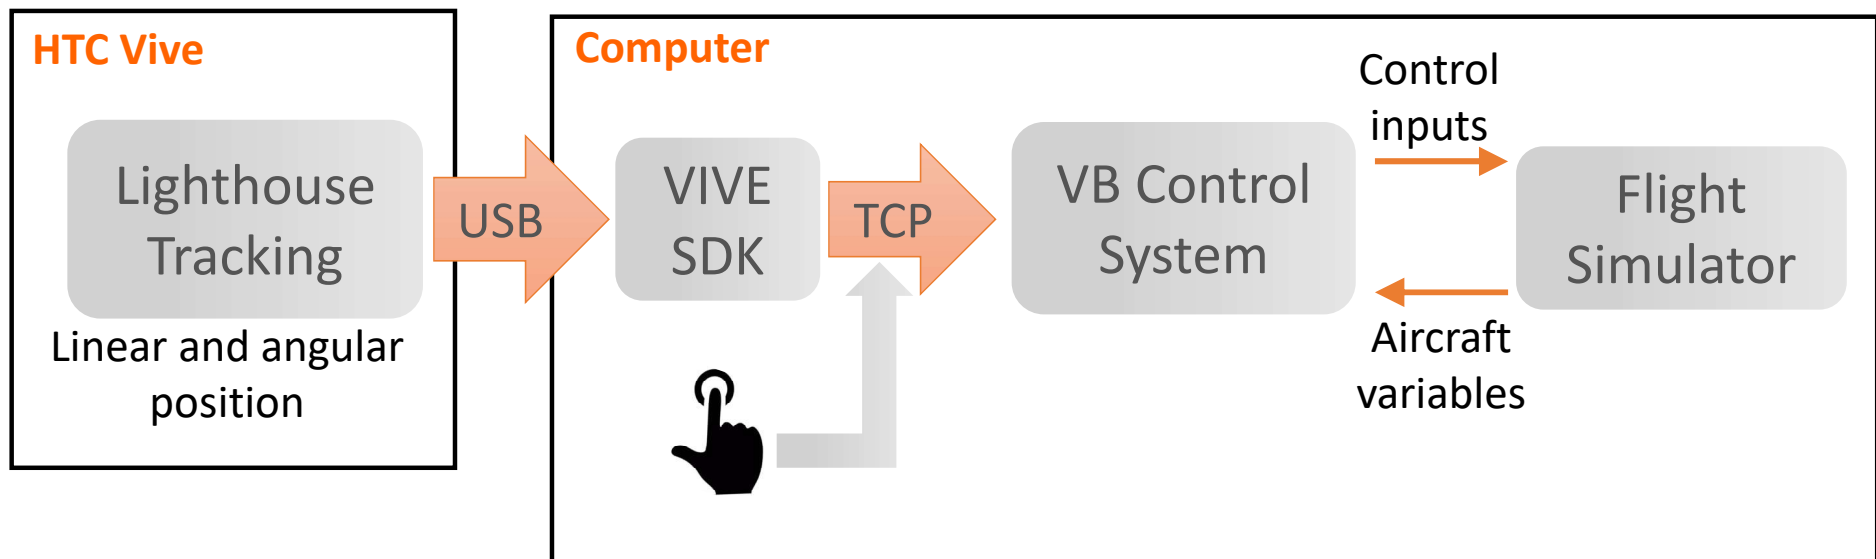 HTC Vive
Lighthouse
Tracking
Linear and angular
position
USB
Computer
VIVE
SDK
TCP
VB Control
System
Control
inputs
Aircraft
variables
Flight
Simulator